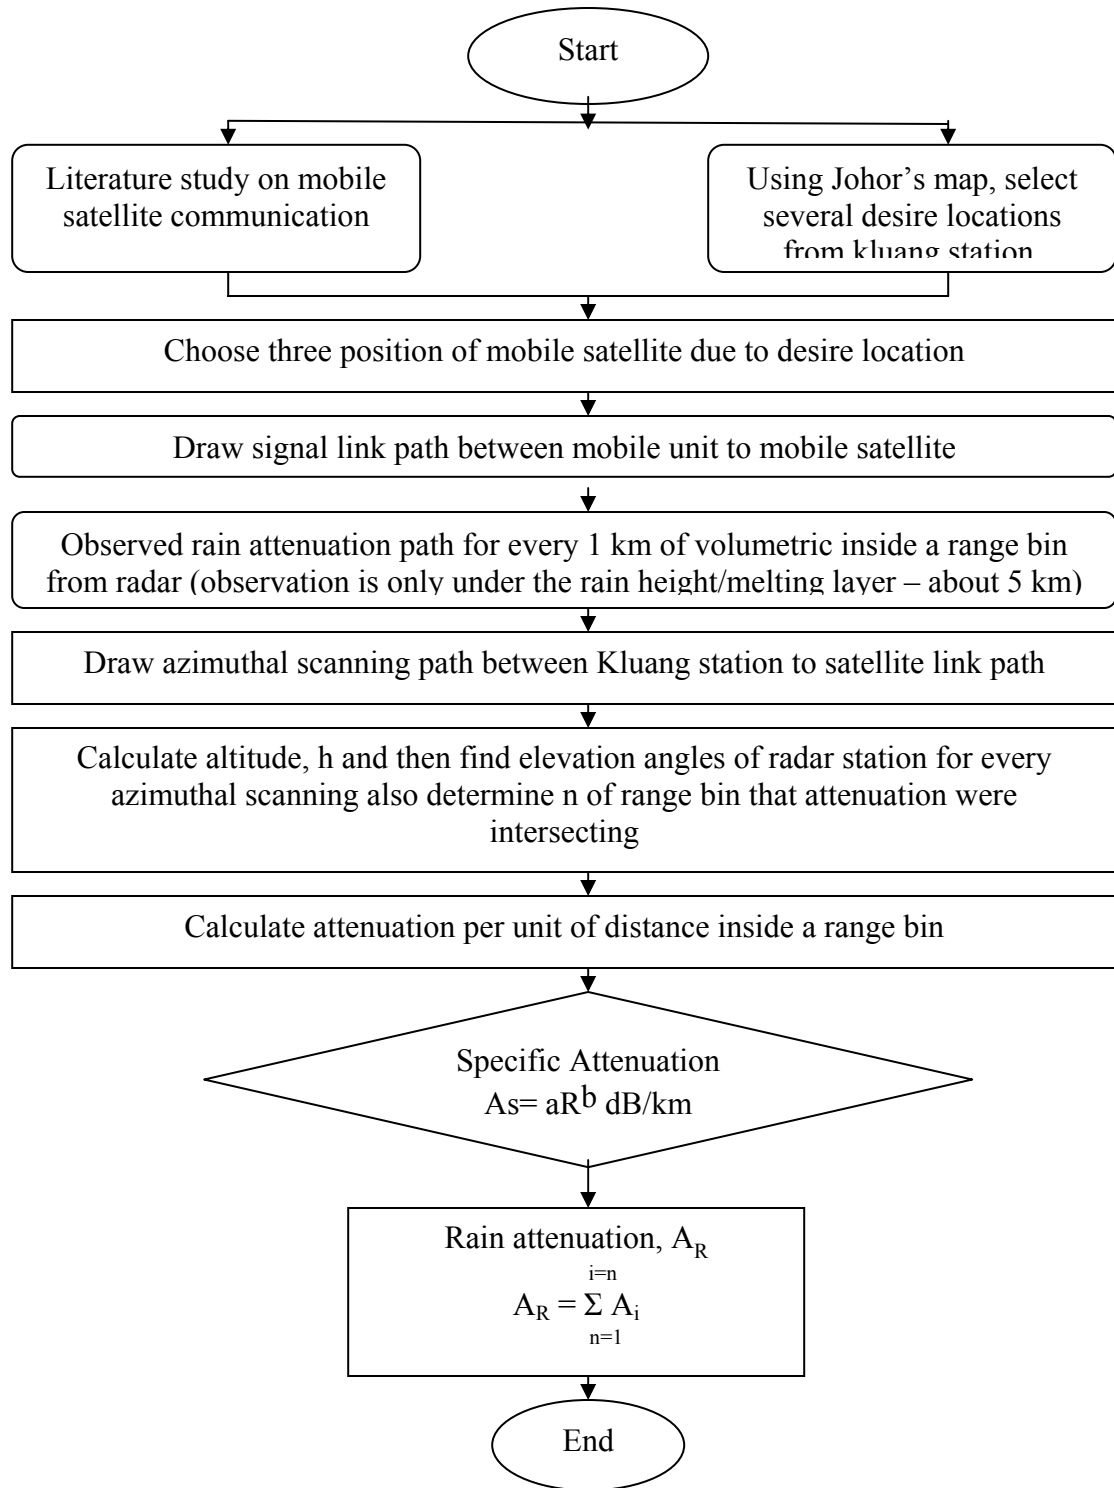 Start
Literature study on mobile
satellite communication
Using Johor’s map, select
several desire locations
from kluang station
Choose three position of mobile satellite due to desire location
Draw signal link path between mobile unit to mobile satellite
Observed rain attenuation path for every 1 km of volumetric inside a range bin
from radar (observation is only under the rain height/melting layer – about 5 km)
Draw azimuthal scanning path between Kluang station to satellite link path
Calculate altitude, h and then find elevation angles of radar station for every
azimuthal scanning also determine n of range bin that attenuation were
intersecting
Calculate attenuation per unit of distance inside a range bin
Specific Attenuation
As= aRᵇ dB/km
Rain attenuation, A_R
i=n
A_R = Σ A_i
n=1
End